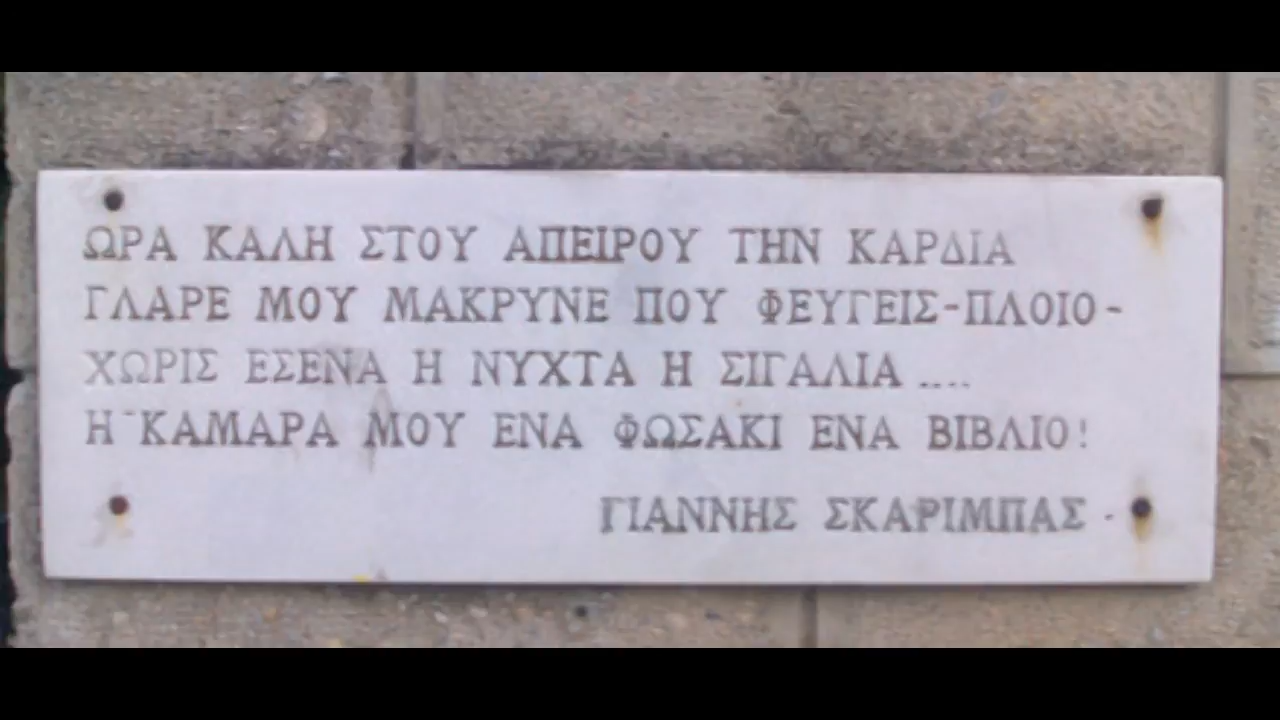 ΩΡΑ ΚΑΛΗ ΣΤΟΥ ΑΠΕΙΡΟΥ ΤΗΝ ΚΑΡΔΙΑ
ΓΛΑΡΕ ΜΟΥ ΜΑΚΡΥΝΕ ΠΟΥ ΦΕΥΓΕΙΣ-ΠΛΟΙΟ-
ΧΩΡΙΣ ΕΣΕΝΑ Η ΝΥΧΤΑ Η ΣΙΓΑΛΙΑ ....
Η ΚΑΜΑΡΑ ΜΟΥ ΕΝΑ ΦΩΣΑΚΙ ΕΝΑ ΒΙΒΛΙΟ!
ΓΙΑΝΝΗΣ ΣΚΑΡΙΜΠΑΣ -